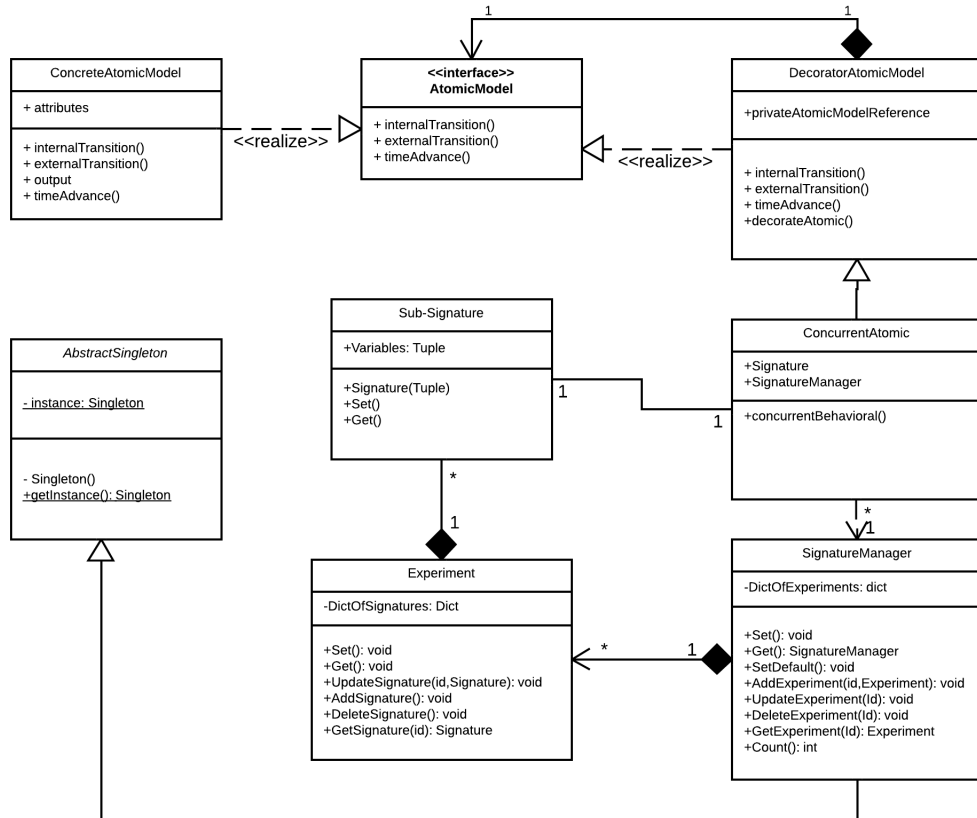 1
1
ConcreteAtomicModel
+ attributes
+ internalTransition()
+ externalTransition()
+ output
+ timeAdvance()
<<realize>>
<<interface>>
AtomicModel
+ internalTransition()
+ externalTransition()
+ timeAdvance()
<<realize>>
DecoratorAtomicModel
+privateAtomicModelReference
+ internalTransition()
+ externalTransition()
+ timeAdvance()
+decorateAtomic()
AbstractSingleton
- instance: Singleton
- Singleton()
+getInstance(): Singleton
Sub-Signature
+Variables: Tuple
+Signature(Tuple)
+Set()
+Get()
1
1
ConcurrentAtomic
+Signature
+SignatureManager
+concurrentBehavioral()
*
1
*
1
Experiment
-DictOfSignatures: Dict
+Set(): void
+Get(): void
+UpdateSignature(id,Signature): void
+AddSignature(): void
+DeleteSignature(): void
+GetSignature(id): Signature
*
1
SignatureManager
-DictOfExperiments: dict
+Set(): void
+Get(): SignatureManager
+SetDefault(): void
+AddExperiment(id,Experiment): void
+UpdateExperiment(Id): void
+DeleteExperiment(Id): void
+GetExperiment(Id): Experiment
+Count(): int